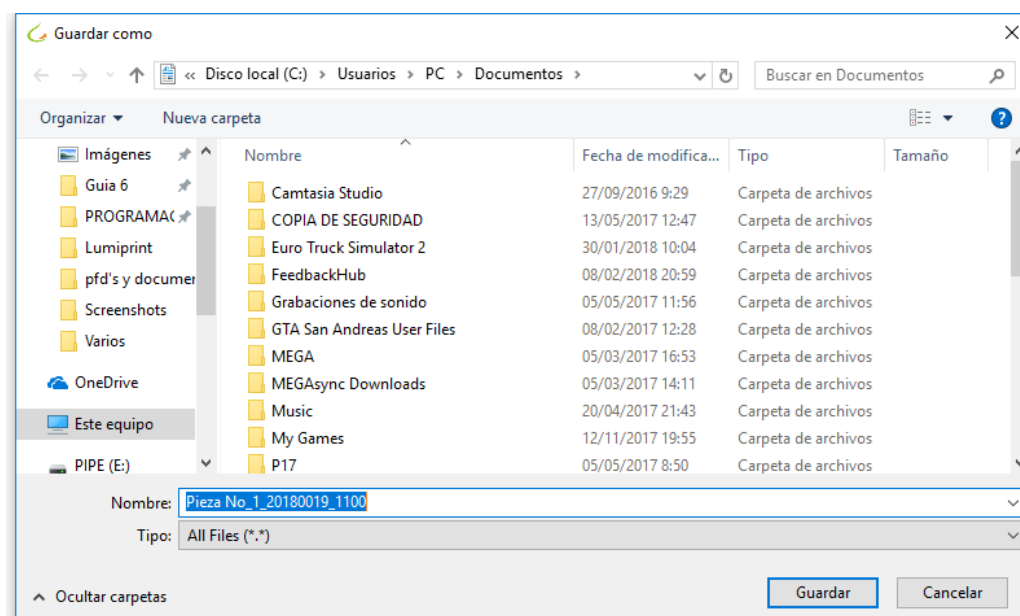 Guardar como
« Disco local (C:) › Usuarios › PC › Documentos ›
Buscar en Documentos
Organizar
Nueva carpeta
Imágenes
Guia 6
PROGRAMA(
Lumiprint
pfd's y documer
Screenshots
Varios
OneDrive
Este equipo
PIPE (E:)
Nombre Fecha de modifica... Tipo Tamaño
Camtasia Studio 27/09/2016 9:29 Carpeta de archivos
COPIA DE SEGURIDAD 13/05/2017 12:47 Carpeta de archivos
Euro Truck Simulator 2 30/01/2018 10:04 Carpeta de archivos
FeedbackHub 08/02/2018 20:59 Carpeta de archivos
Grabaciones de sonido 05/05/2017 11:56 Carpeta de archivos
GTA San Andreas User Files 08/02/2017 12:28 Carpeta de archivos
MEGA 05/03/2017 16:53 Carpeta de archivos
MEGAsync Downloads 05/03/2017 14:11 Carpeta de archivos
Music 20/04/2017 21:43 Carpeta de archivos
My Games 12/11/2017 19:55 Carpeta de archivos
P17 05/05/2017 8:50 Carpeta de archivos
Nombre: Pieza No_1_20180019_1100
Tipo: All Files (*.*)
Ocultar carpetas
Guardar
Cancelar